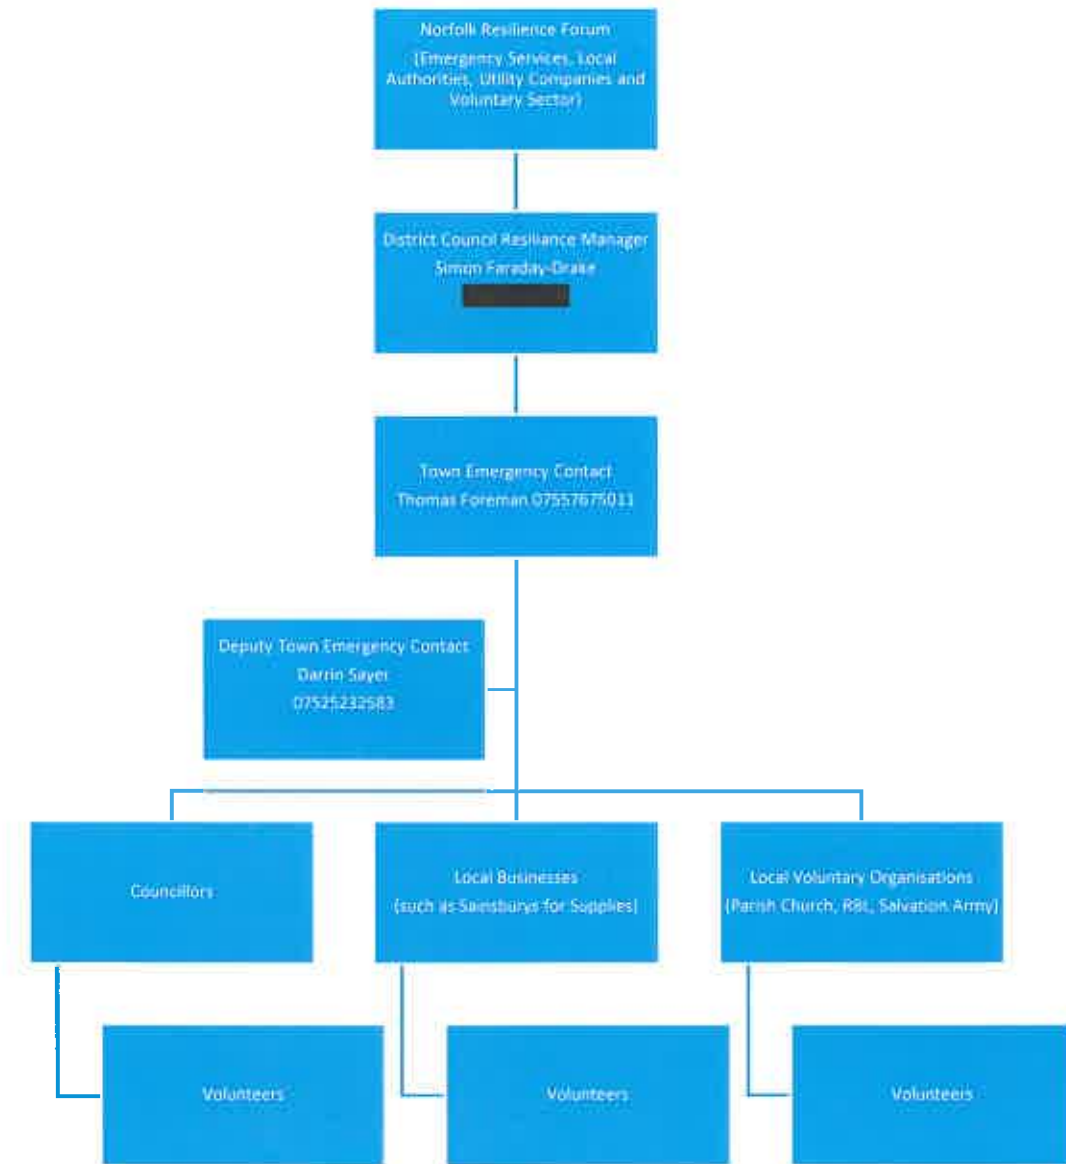 Norfolk Resilience Forum
(Emergency Services, Local
Authorities, Utility Companies and
Voluntary Sector)
District Council Resiliance Manager
Simon Faraday-Drake
Town Emergency Contact
Thomas Foreman 07557675011
Deputy Town Emergency Contact
Darrin Sayer
07525232583
Councillors
Local Businesses
(such as Sainsburys for Supplies)
Local Voluntary Organisations
(Parish Church, RBL, Salvation Army)
Volunteers
Volunteers
Volunteers